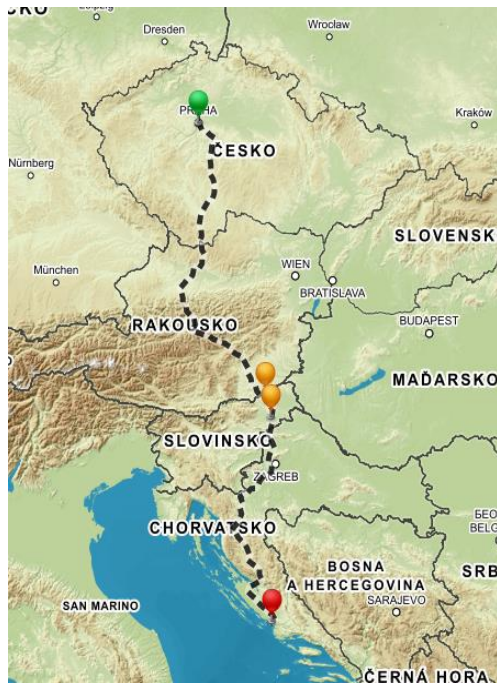 Dresden
Wrocław
ČESKO
Kraków
Nürnberg
SLOVENSK
WIEN
München
BRATISLAVA
RAKOUSKO
BUDAPEST
MAĎARSKO
SLOVINSKO
ZAGREB
CHORVATSKO
BEO
BELG
BOSNA
A HERCEGOVINA
SRB
SAN MARINO
SARAJEVO
ČERNÁ HORA